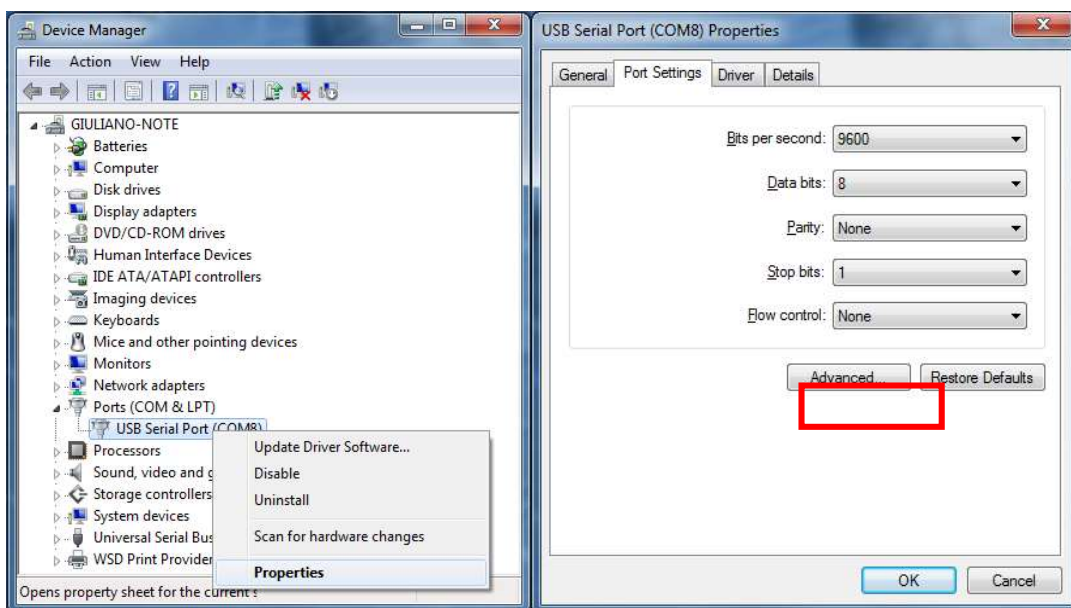 Device Manager
File Action View Help
GIULIANO-NOTE
Batteries
Computer
Disk drives
Display adapters
DVD/CD-ROM drives
Human Interface Devices
IDE ATA/ATAPI controllers
Imaging devices
Keyboards
Mice and other pointing devices
Monitors
Network adapters
Ports (COM & LPT)
USB Serial Port (COM8)
Processors
Sound, video and g
Storage controllers
System devices
Universal Serial Bus
WSD Print Provider
Update Driver Software...
Disable
Uninstall
Scan for hardware changes
Properties
Opens property sheet for the current s
USB Serial Port (COM8) Properties
General Port Settings Driver Details
Bits per second: 9600
Data bits: 8
Parity: None
Stop bits: 1
Flow control: None
Advanced... Restore Defaults
OK Cancel